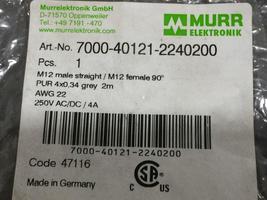 Murrelektronik GmbH
D-71570 Oppenweiler
Tel.: +49 7191 - 470
www.murrelektronik.com
MURR
ELEKTRONIK
Art.-No. 7000-40121-2240200
Pcs. 1
M12 male straight / M12 female 90°
PUR 4x0,34 grey 2m
AWG 22
250V AC/DC / 4A
7000-40121-2240200
Code 47116
Made in Germany
C US